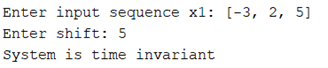 Enter input sequence x1: [-3, 2, 5]
Enter shift: 5
System is time invariant